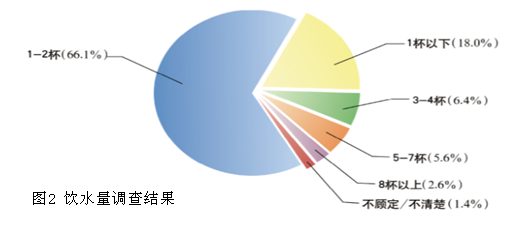 1-2杯(66.1%)
1杯以下(18.0%)
3-4杯(6.4%)
5-7杯(5.6%)
8杯以上(2.6%)
不顾定/不清楚(1.4%)
图2 饮水量调查结果